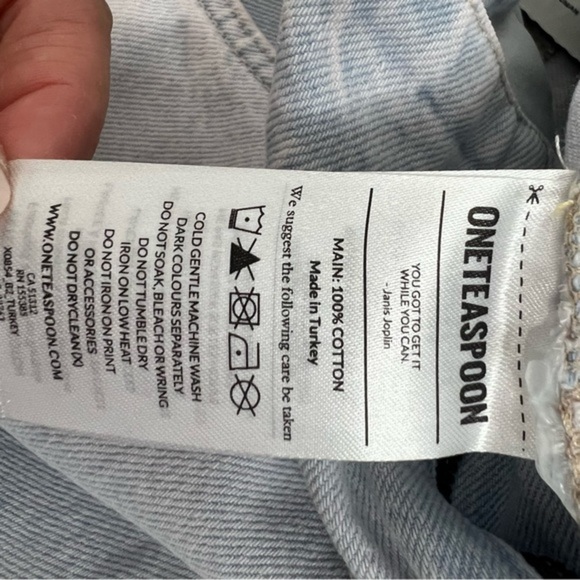 ONETEASPOON
YOU GOT TO GET IT
WHILE YOU CAN.
- Janis Joplin
MAIN: 100% COTTON
Made in Turkey
We suggest the following care be taken
COLD GENTLE MACHINE WASH
DARK COLOURS SEPARATELY
DO NOT SOAK, BLEACH OR WRING
DO NOT TUMBLE DRY
IRON ON LOW HEAT
DO NOT IRON ON PRINT
OR ACCESSORIES
DO NOT DRYCLEAN (X)
WWW.ONETEASPOON.COM
CA 51312
RN 155385